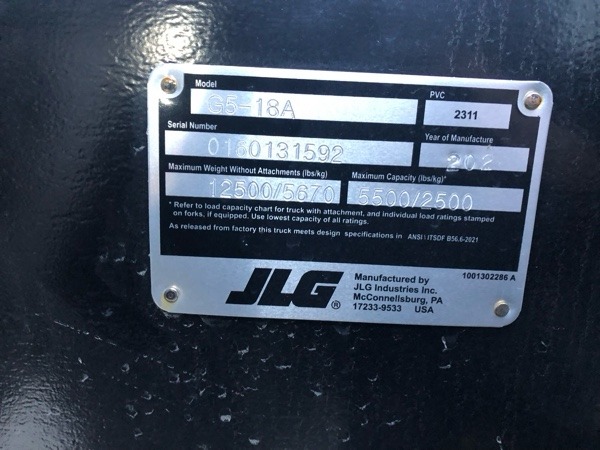 Model
G5-18A
PVC
2311
Serial Number
0160131592
Year of Manufacture
Maximum Weight Without Attachments (lbs/kg)
12500/5670
Maximum Capacity (lbs/kg)*
5500/2500
* Refer to load capacity chart for truck with attachment, and individual load ratings stamped
on forks, if equipped. Use lowest capacity of all ratings.
As released from factory this truck meets design specifications in ANSI \ ITSDF B56.6-2021
JLG®
Manufactured by
JLG Industries Inc.
McConnellsburg, PA
17233-9533 USA
1001302286 A